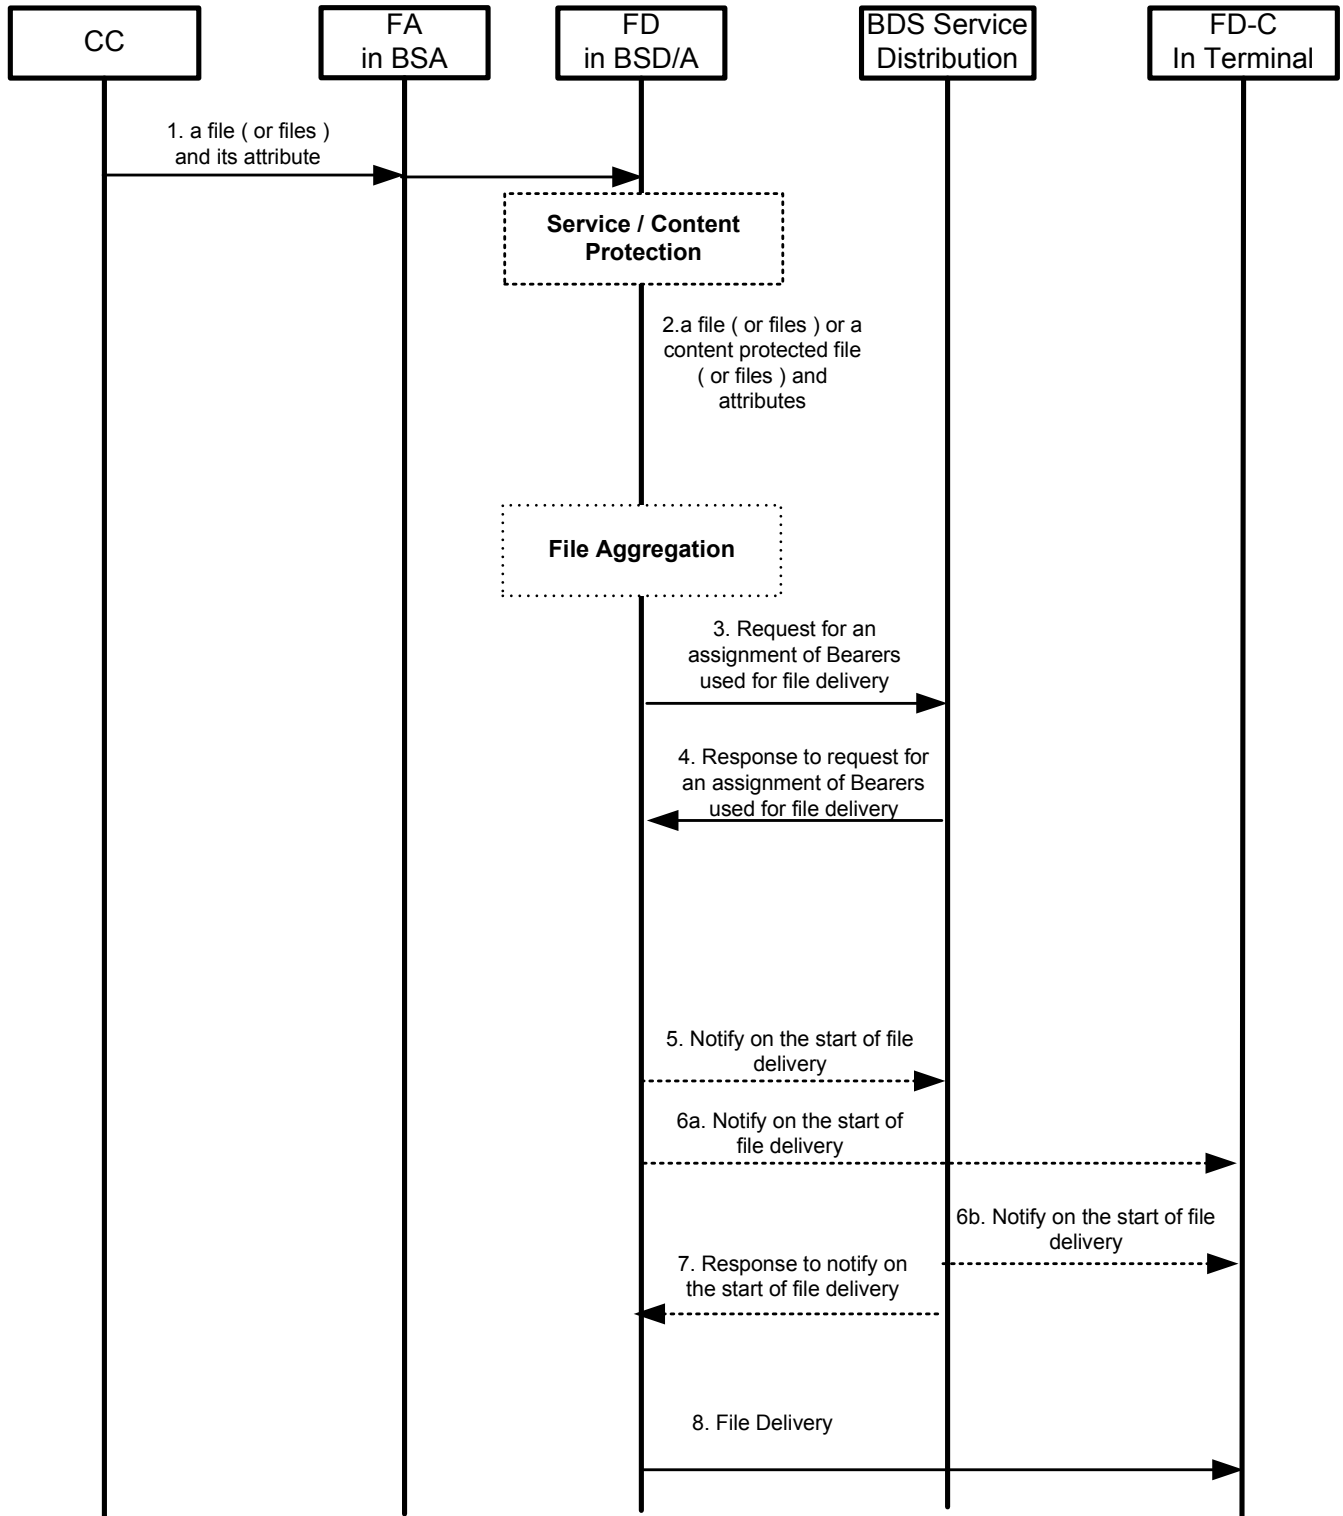 CC
FA
in BSA
FD
in BSD/A
BDS Service
Distribution
FD-C
In Terminal
1. a file ( or files )
and its attribute
Service / Content
Protection
2.a file ( or files ) or a
content protected file
( or files ) and
attributes
File Aggregation
3. Request for an
assignment of Bearers
used for file delivery
4. Response to request for
an assignment of Bearers
used for file delivery
5. Notify on the start of file
delivery
6a. Notify on the start of
file delivery
6b. Notify on the start of file
delivery
7. Response to notify on
the start of file delivery
8. File Delivery